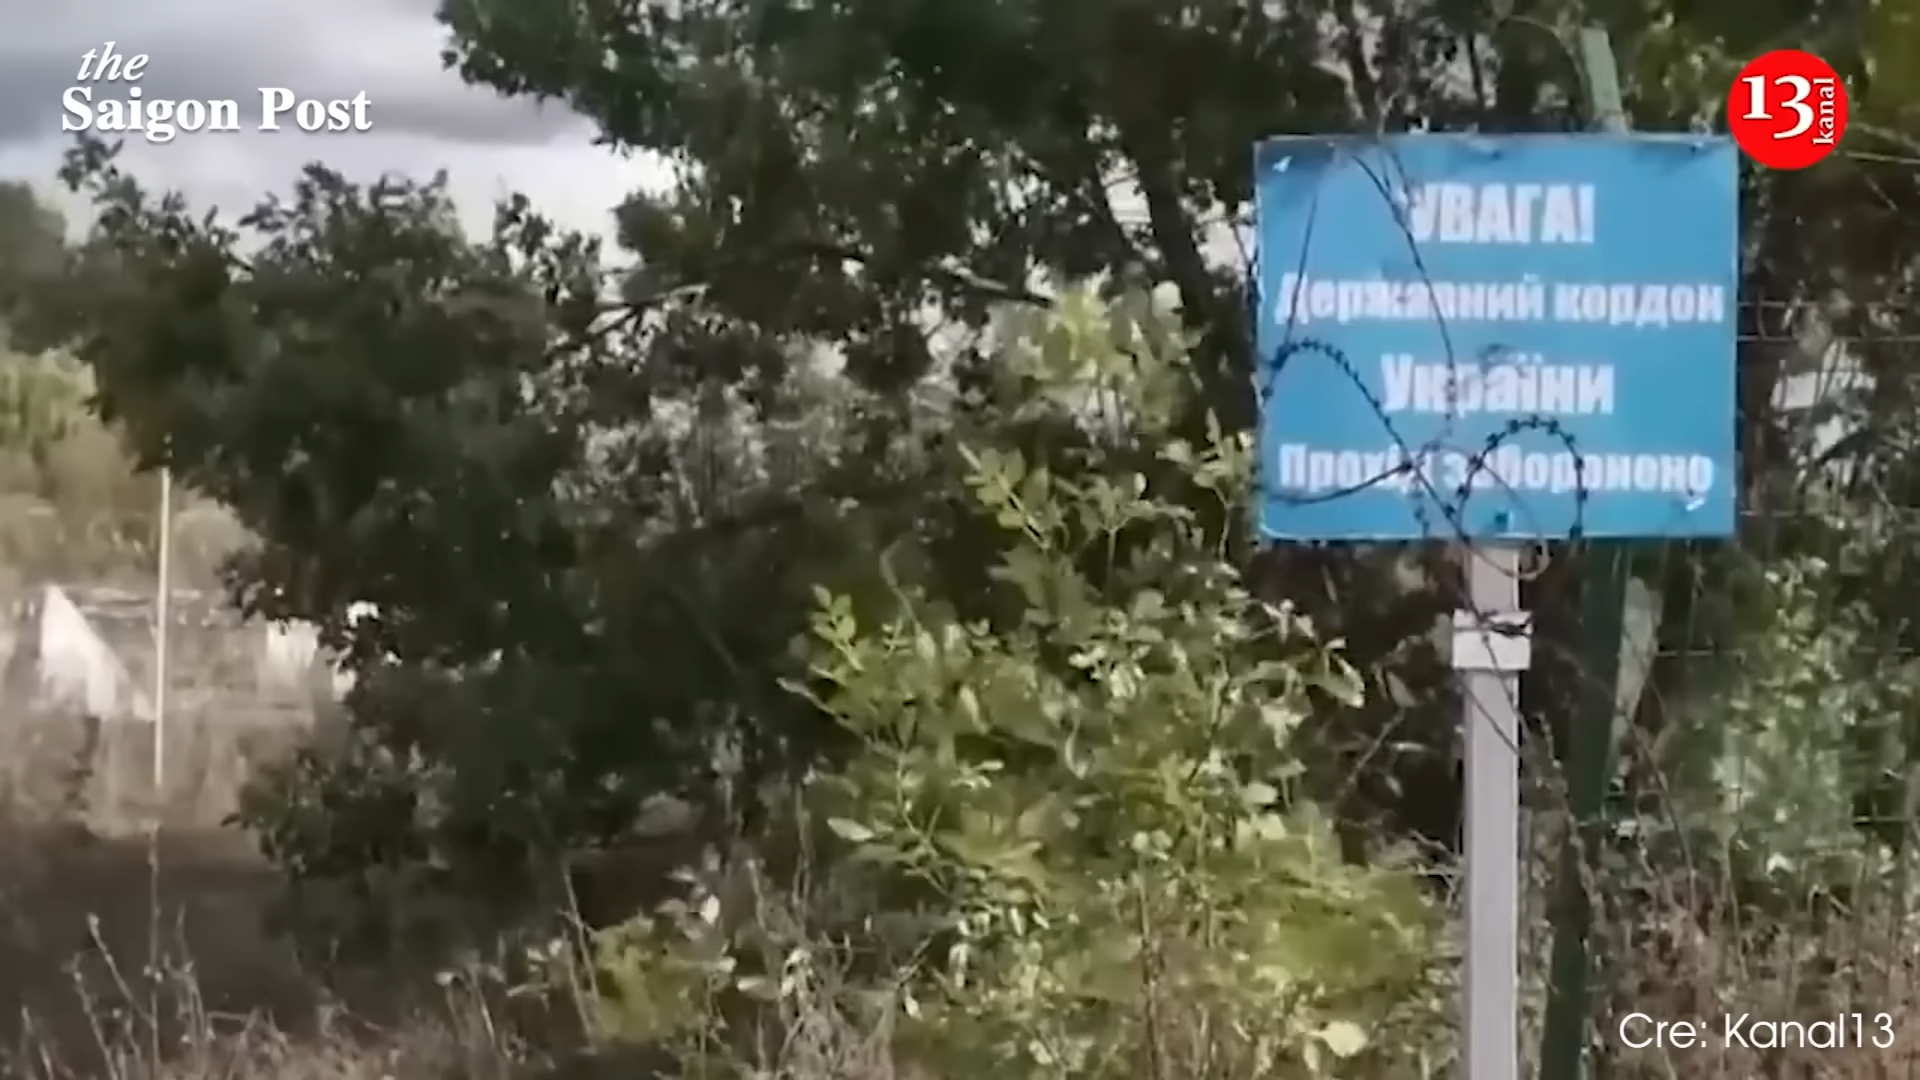 the
Saigon Post
13 kanal
УВАГА!
Державний кордон
України
Прохід заборонено
Cre: Kanal13